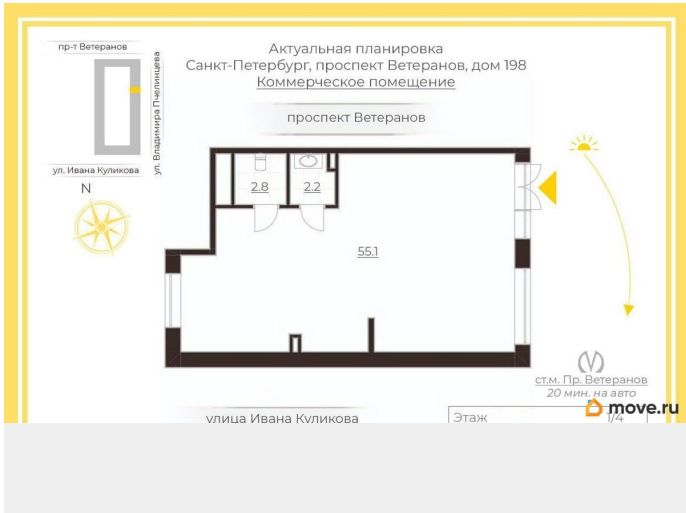 пр-т Ветеранов
ул. Владимира Пчелинцева
ул. Ивана Куликова
N
Актуальная планировка
Санкт-Петербург, проспект Ветеранов, дом 198
Коммерческое помещение
проспект Ветеранов
2.8
2.2
55.1
ст.м. Пр. Ветеранов
20 мин. на авто
move.ru
улица Ивана Куликова
Этаж
1/4